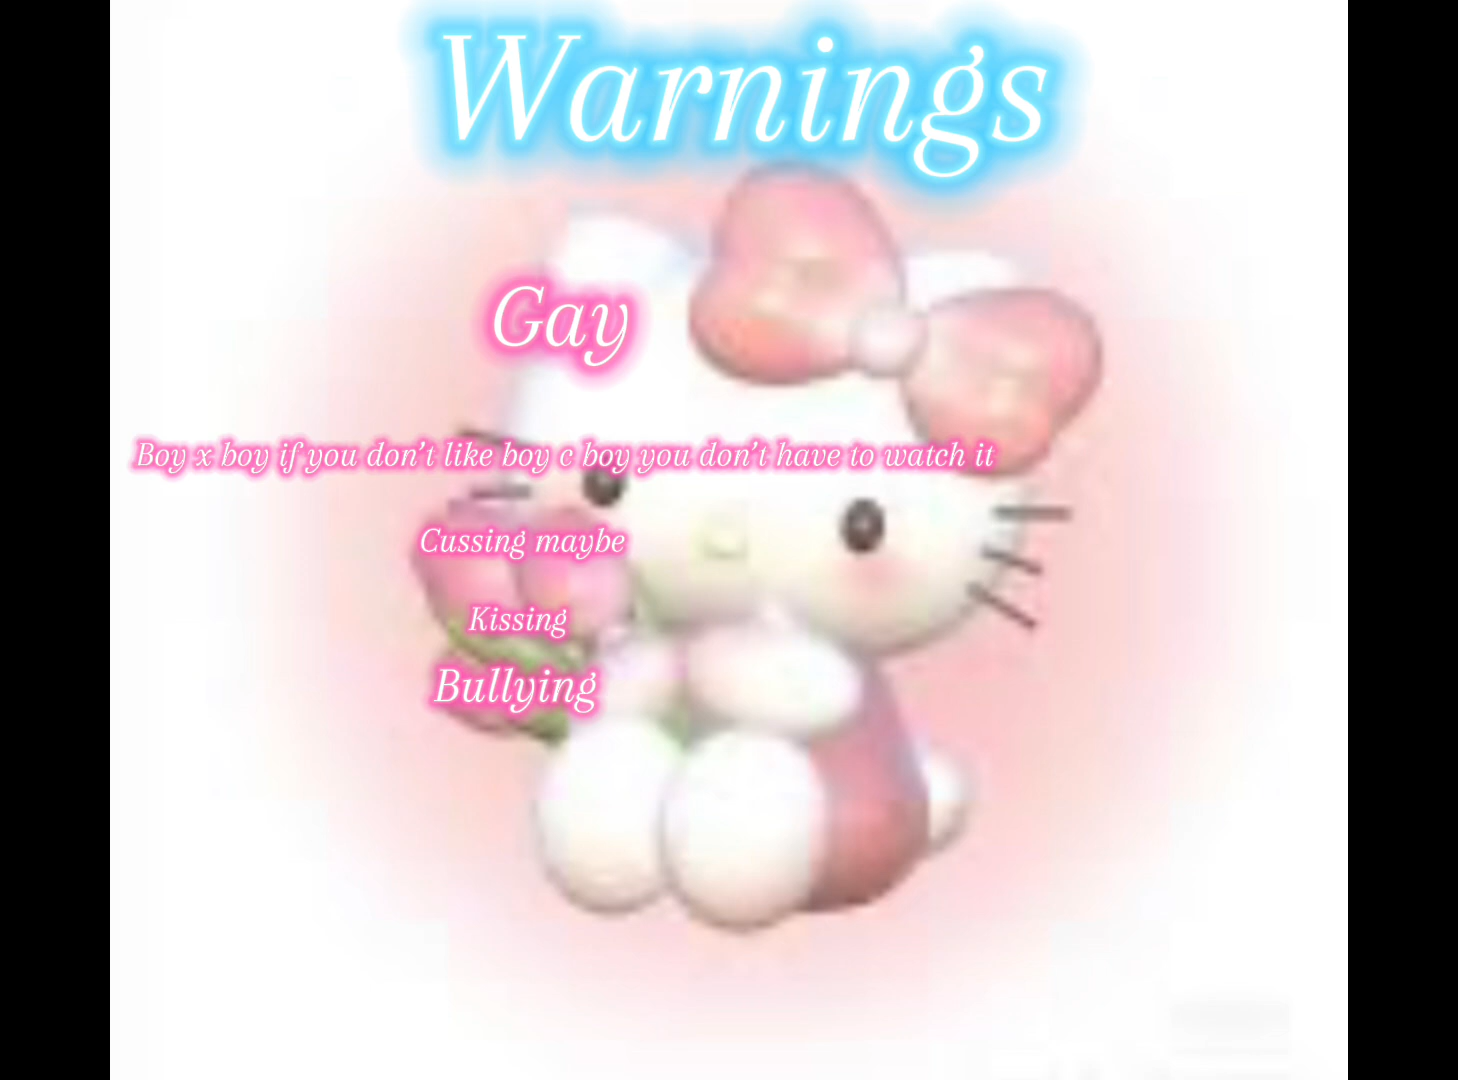 Warnings
Gay
Boy x boy if you don't like boy c boy you don't have to watch it
Cussing maybe
Kissing
Bullying